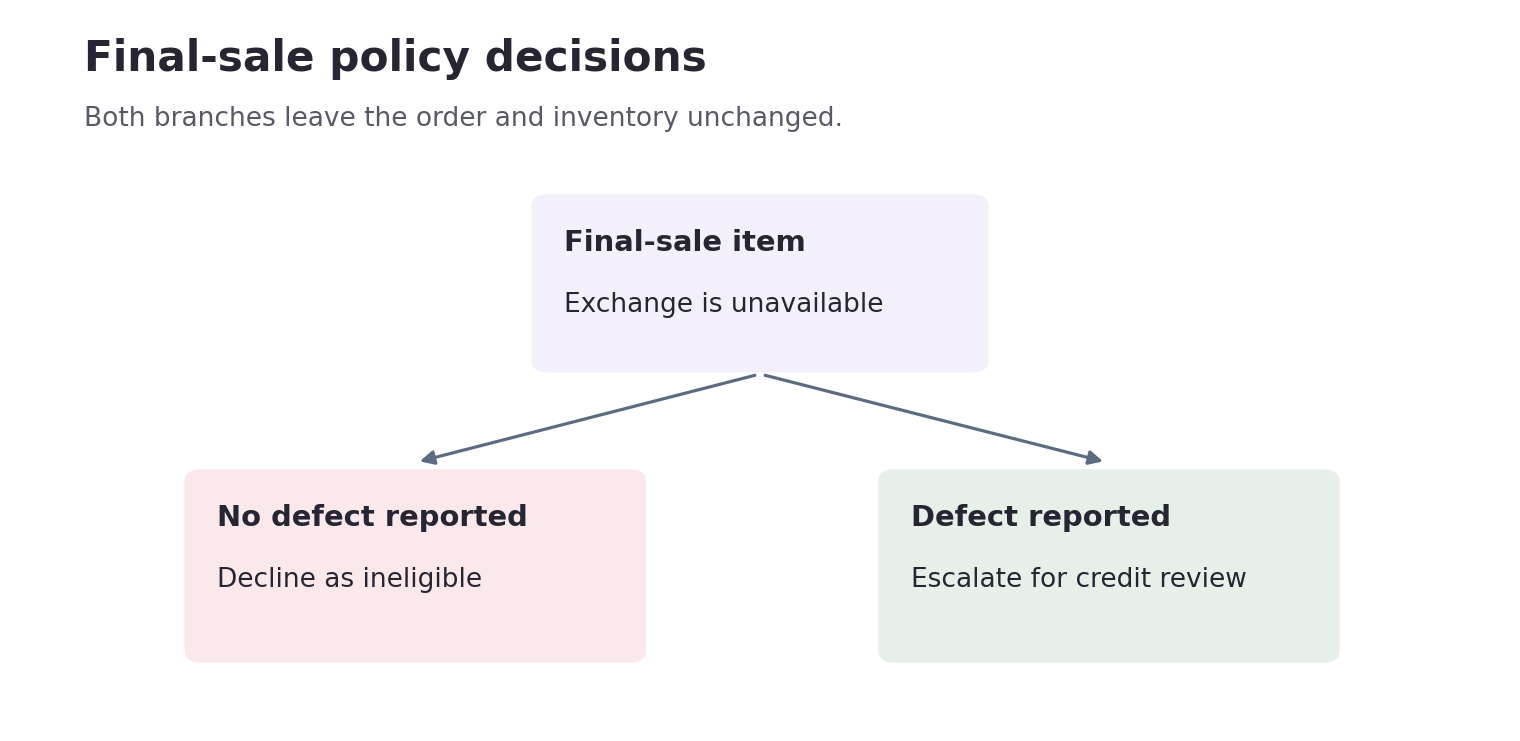 Final-sale policy decisions
Both branches leave the order and inventory unchanged.
Final-sale item
Exchange is unavailable
No defect reported
Decline as ineligible
Defect reported
Escalate for credit review